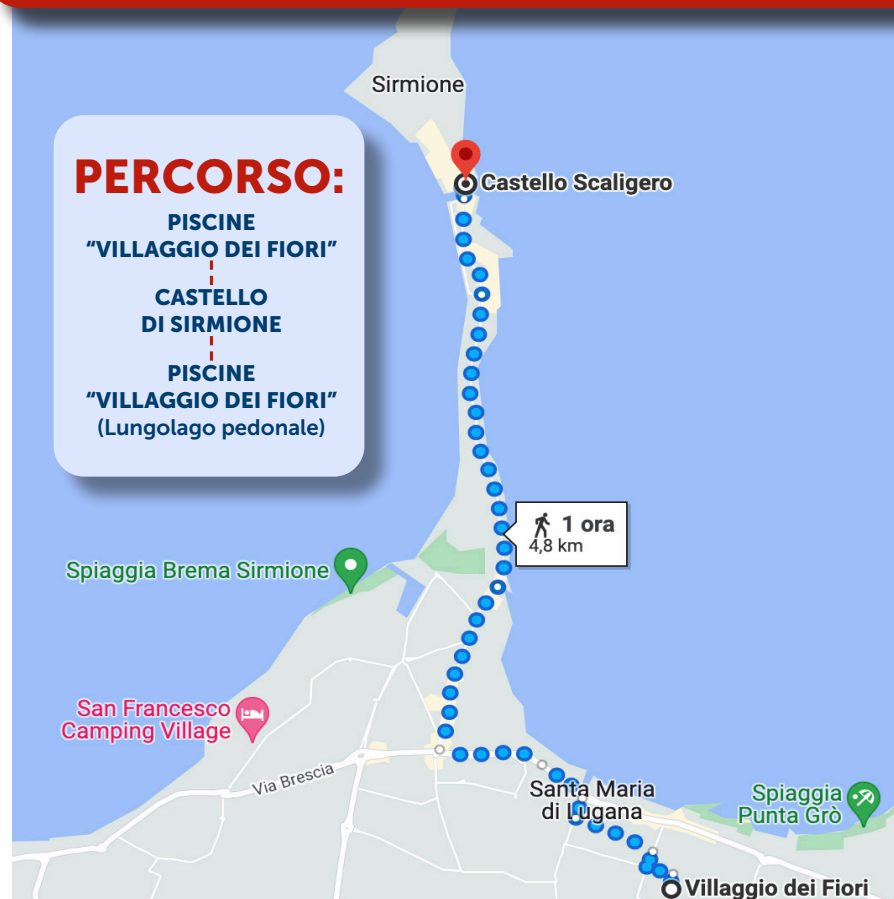 Sirmione
PERCORSO:
PISCINE
“VILLAGGIO DEI FIORI”
CASTELLO
DI SIRMIONE
PISCINE
“VILLAGGIO DEI FIORI”
(Lungolago pedonale)
Castello Scaligero
1 ora
4,8 km
Spiaggia Brema Sirmione
San Francesco
Camping Village
Via Brescia
Santa Maria
di Lugana
Spiaggia
Punta Grò
Villaggio dei Fiori